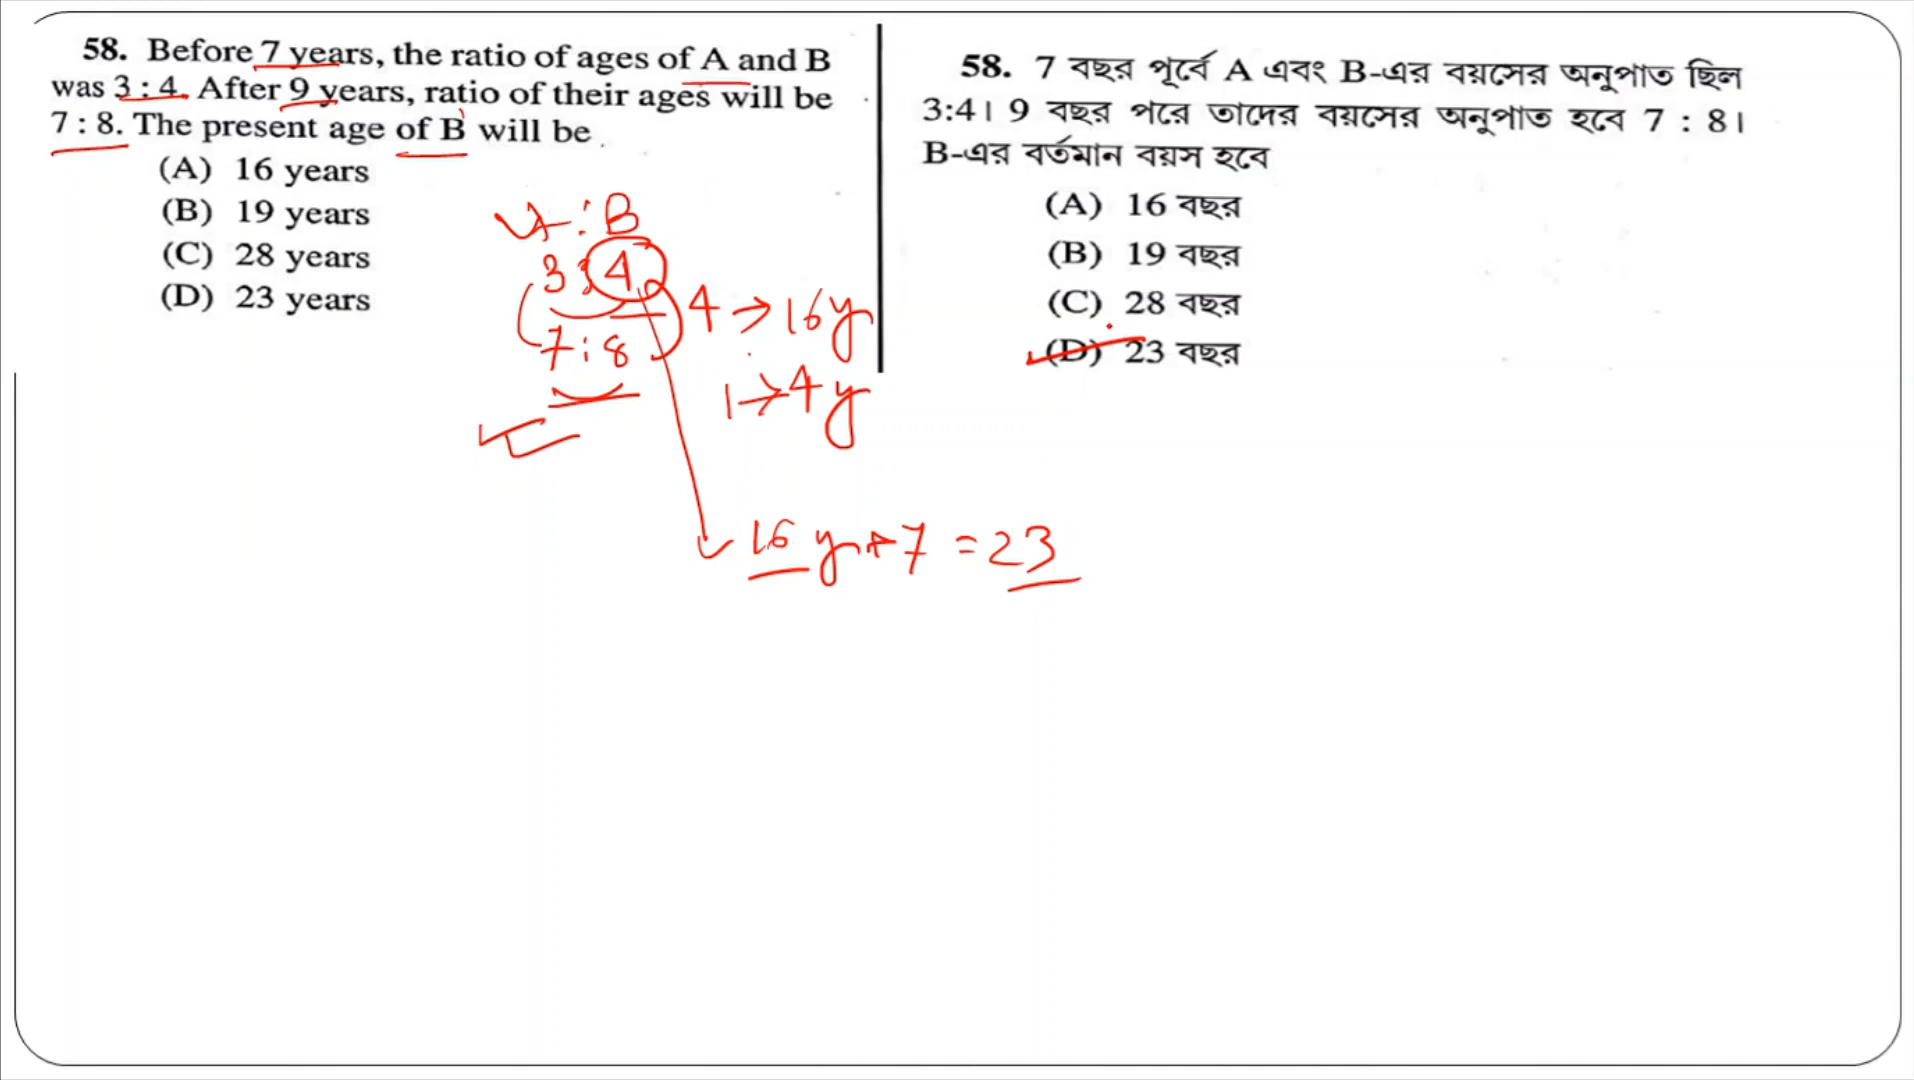 58. Before 7 years, the ratio of ages of A and B
was 3 : 4. After 9 years, ratio of their ages will be
7 : 8. The present age of B will be
(A) 16 years
(B) 19 years
(C) 28 years
(D) 23 years
A : B
3 : 4
7 : 8
4 → 16y
1 → 4y
16y + 7 = 23
58. 7 বছর পূর্বে A এবং B-এর বয়সের অনুপাত ছিল
3:4। 9 বছর পরে তাদের বয়সের অনুপাত হবে 7 : 8।
B-এর বর্তমান বয়স হবে
(A) 16 বছর
(B) 19 বছর
(C) 28 বছর
(D) 23 বছর